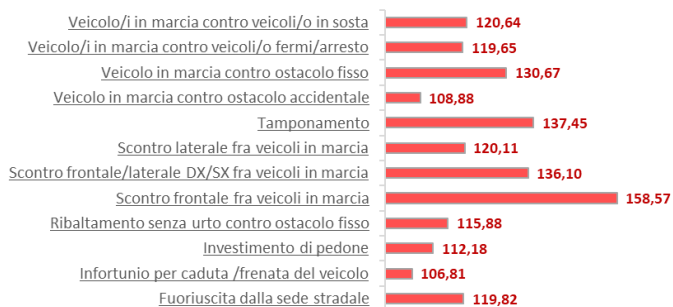 Veicolo/i in marcia contro veicoli/o in sosta 120,64
Veicolo/i in marcia contro veicoli/o fermi/arresto 119,65
Veicolo in marcia contro ostacolo fisso 130,67
Veicolo in marcia contro ostacolo accidentale 108,88
Tamponamento 137,45
Scontro laterale fra veicoli in marcia 120,11
Scontro frontale/laterale DX/SX fra veicoli in marcia 136,10
Scontro frontale fra veicoli in marcia 158,57
Ribaltamento senza urto contro ostacolo fisso 115,88
Investimento di pedone 112,18
Infortunio per caduta /frenata del veicolo 106,81
Fuoriuscita dalla sede stradale 119,82